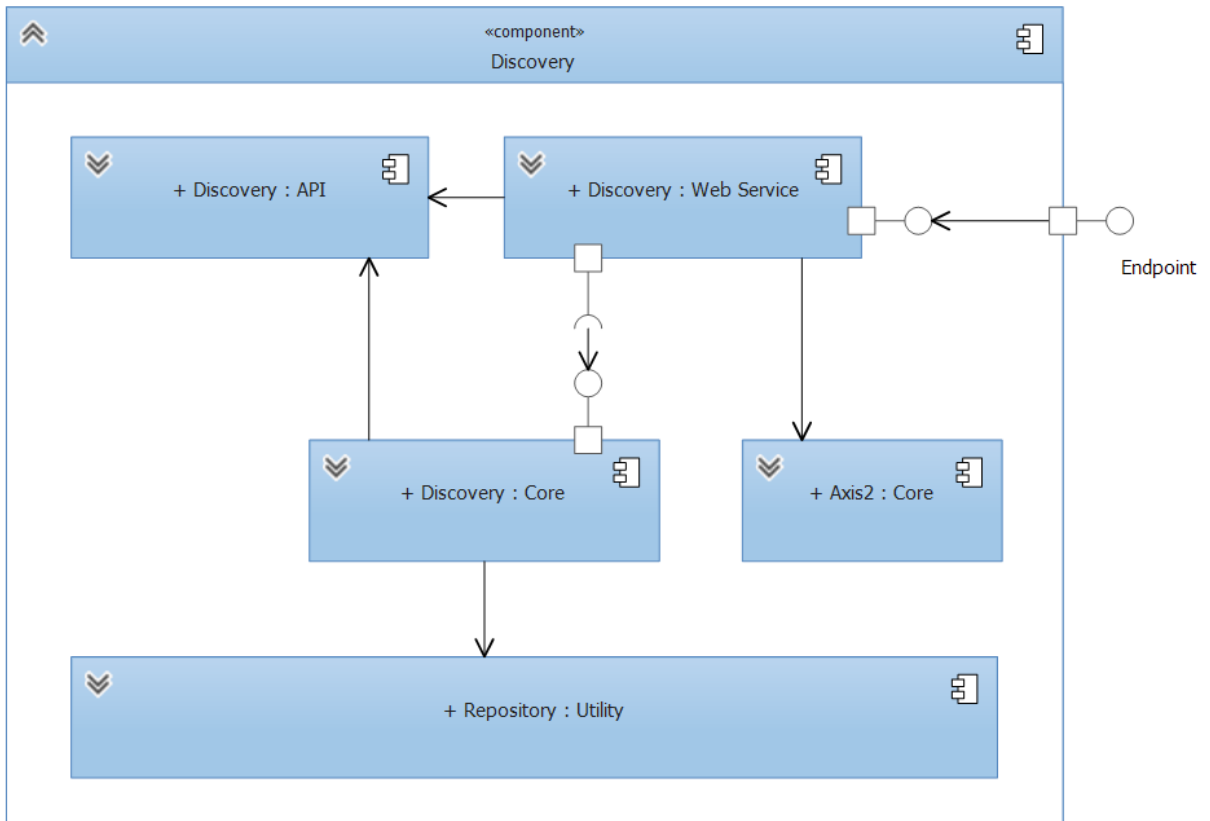 «component»
Discovery
+ Discovery : API
+ Discovery : Web Service
Endpoint
+ Discovery : Core
+ Axis2 : Core
+ Repository : Utility